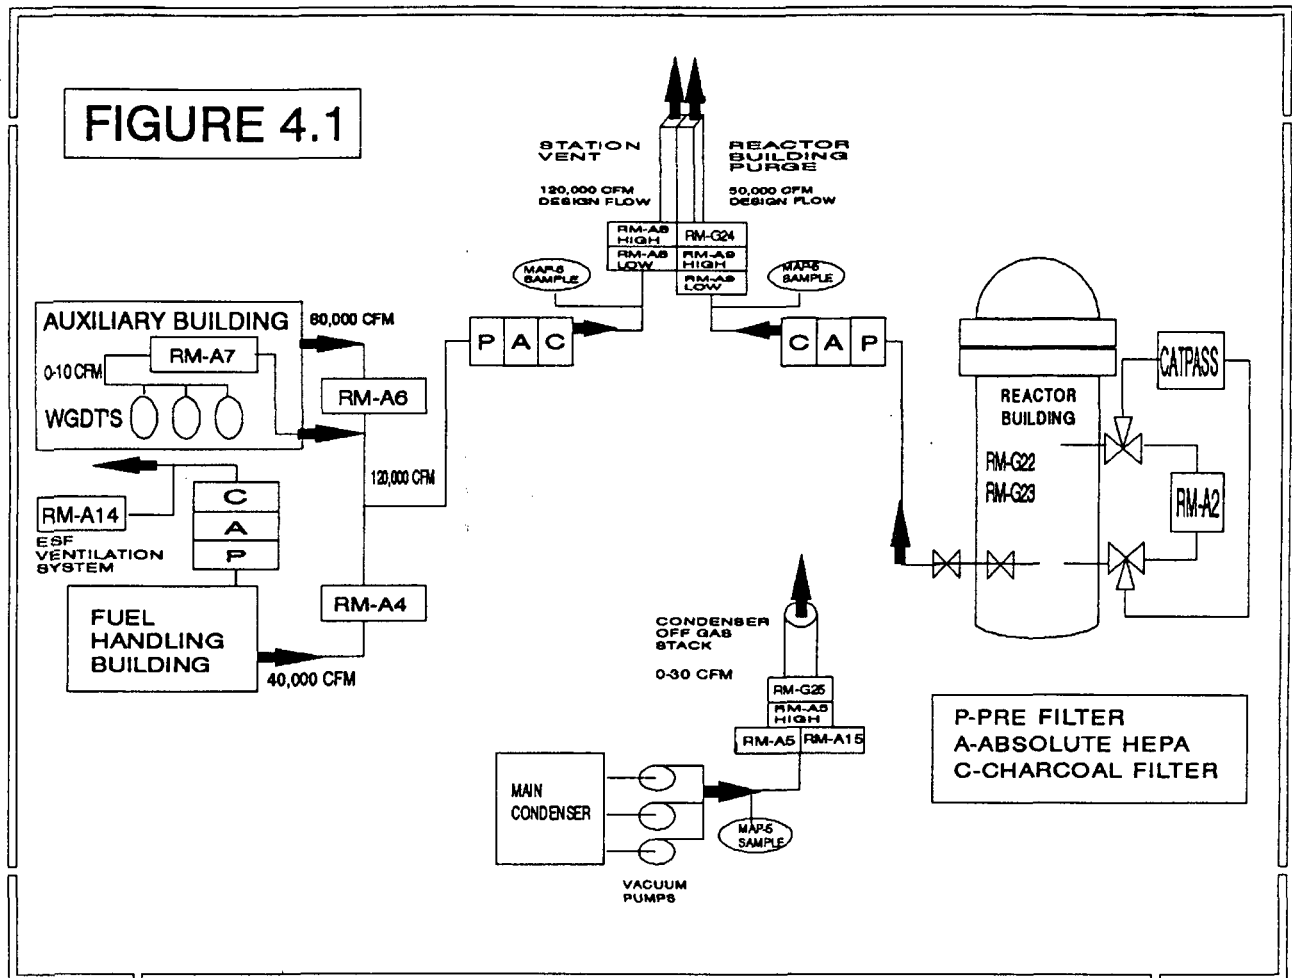 FIGURE 4.1
STATION
VENT
120,000 CFM
DESIGN FLOW
REACTOR
BUILDING
PURGE
50,000 CFM
DESIGN FLOW
RM-A8
HIGH
RM-G24
RM-A8
LOW
RM-A9
HIGH
RM-A9
LOW
MAP-5
SAMPLE
MAP-5
SAMPLE
AUXILIARY BUILDING
80,000 CFM
RM-A7
0-10 CFM
WGDT'S
RM-A6
120,000 CFM
P A C
C A P
REACTOR
BUILDING
RM-G22
RM-G23
CATPASS
RM-A2
RM-A14
ESF
VENTILATION
SYSTEM
C
A
P
FUEL
HANDLING
BUILDING
RM-A4
40,000 CFM
CONDENSER
OFF GAS
STACK
0-30 CFM
RM-G25
RM-A5
HIGH
RM-A5
RM-A15
MAIN
CONDENSER
MAP-5
SAMPLE
VACUUM
PUMPS
P-PRE FILTER
A-ABSOLUTE HEPA
C-CHARCOAL FILTER